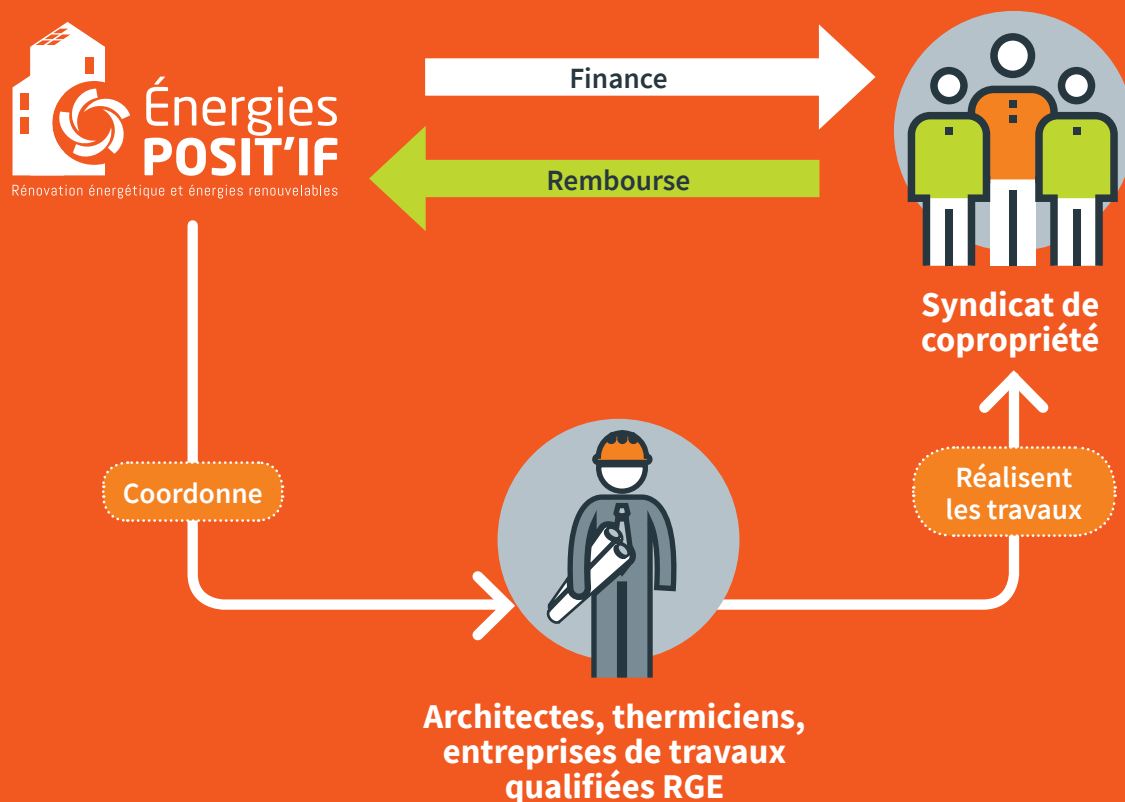 Énergies
POSIT'IF
Rénovation énergétique et énergies renouvelables
Finance
Rembourse
Syndicat de
copropriété
Coordonne
Réalisent
les travaux
Architectes, thermiciens,
entreprises de travaux
qualifiées RGE